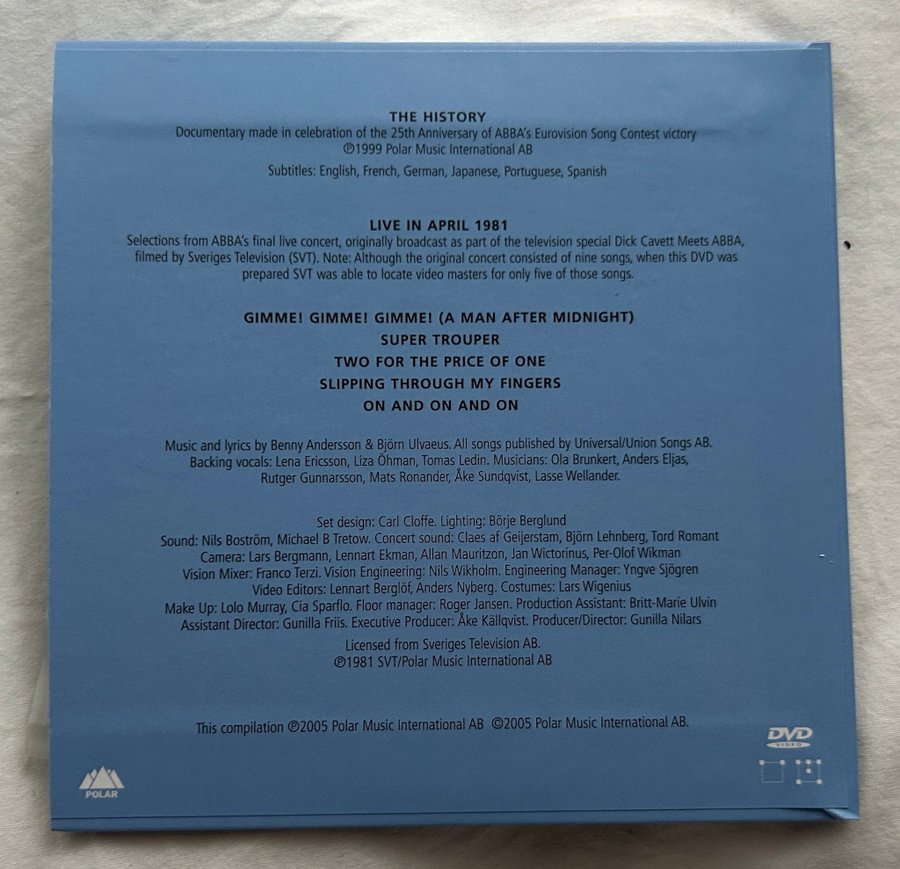 THE HISTORY
Documentary made in celebration of the 25th Anniversary of ABBA's Eurovision Song Contest victory
℗1999 Polar Music International AB
Subtitles: English, French, German, Japanese, Portuguese, Spanish
LIVE IN APRIL 1981
Selections from ABBA's final live concert, originally broadcast as part of the television special Dick Cavett Meets ABBA,
filmed by Sveriges Television (SVT). Note: Although the original concert consisted of nine songs, when this DVD was
prepared SVT was able to locate video masters for only five of those songs.
GIMME! GIMME! GIMME! (A MAN AFTER MIDNIGHT)
SUPER TROUPER
TWO FOR THE PRICE OF ONE
SLIPPING THROUGH MY FINGERS
ON AND ON AND ON
Music and lyrics by Benny Andersson & Björn Ulvaeus. All songs published by Universal/Union Songs AB.
Backing vocals: Lena Ericsson, Liza Öhman, Tomas Ledin. Musicians: Ola Brunkert, Anders Eljas,
Rutger Gunnarsson, Mats Ronander, Åke Sundqvist, Lasse Wellander.
Set design: Carl Cloffe. Lighting: Börje Berglund
Sound: Nils Boström, Michael B Tretow. Concert sound: Claes af Geijerstam, Björn Lehnberg, Tord Romant
Camera: Lars Bergmann, Lennart Ekman, Allan Mauritzon, Jan Wictorinus, Per-Olof Wikman
Vision Mixer: Franco Terzi. Vision Engineering: Nils Wikholm. Engineering Manager: Yngve Sjögren
Video Editors: Lennart Berglöf, Anders Nyberg. Costumes: Lars Wigenius
Make Up: Lolo Murray, Cia Sparflo. Floor manager: Roger Jansen. Production Assistant: Britt-Marie Ulvin
Assistant Director: Gunilla Friis. Executive Producer: Åke Källqvist. Producer/Director: Gunilla Nilars
Licensed from Sveriges Television AB.
℗1981 SVT/Polar Music International AB
This compilation ℗2005 Polar Music International AB ©2005 Polar Music International AB.
DVD
VIDEO
POLAR